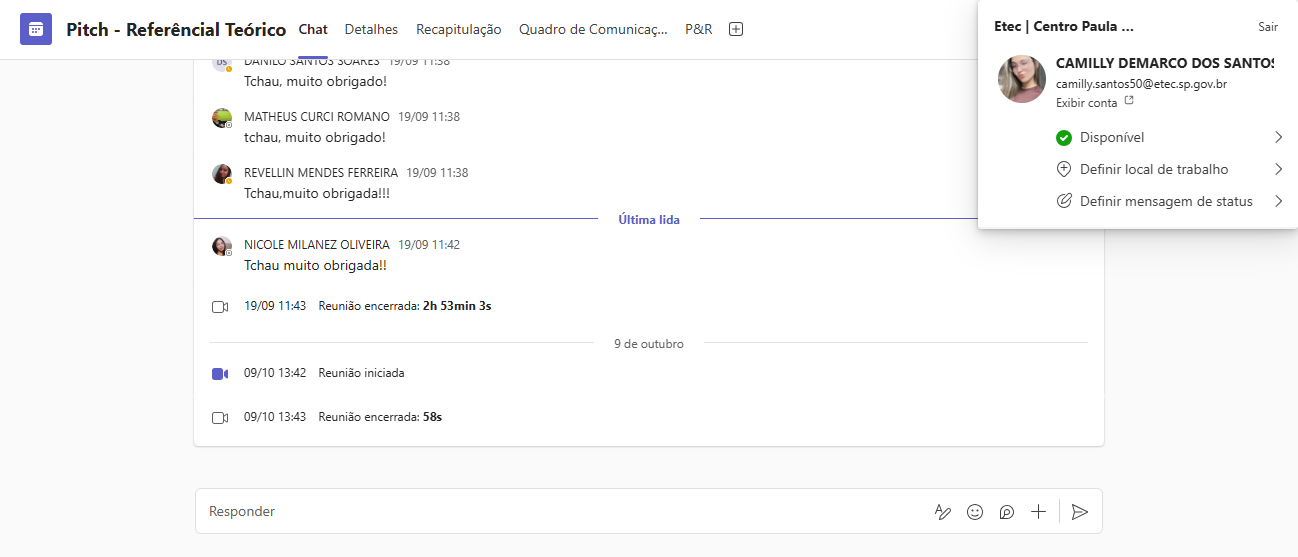 Pitch - Referêncial Teórico Chat Detalhes Recapitulação Quadro de Comunicaç... P&R
DANILO SANTOS SOARES 19/09 11:38
Tchau, muito obrigado!
MATHEUS CURCI ROMANO 19/09 11:38
tchau, muito obrigado!
REVELLIN MENDES FERREIRA 19/09 11:38
Tchau,muito obrigada!!!
Última lida
NICOLE MILANEZ OLIVEIRA 19/09 11:42
Tchau muito obrigada!!
19/09 11:43 Reunião encerrada: 2h 53min 3s
9 de outubro
09/10 13:42 Reunião iniciada
09/10 13:43 Reunião encerrada: 58s
Responder
Etec | Centro Paula ... Sair
CAMILLY DEMARCO DOS SANTOS
camilly.santos50@etec.sp.gov.br
Exibir conta
Disponível
Definir local de trabalho
Definir mensagem de status